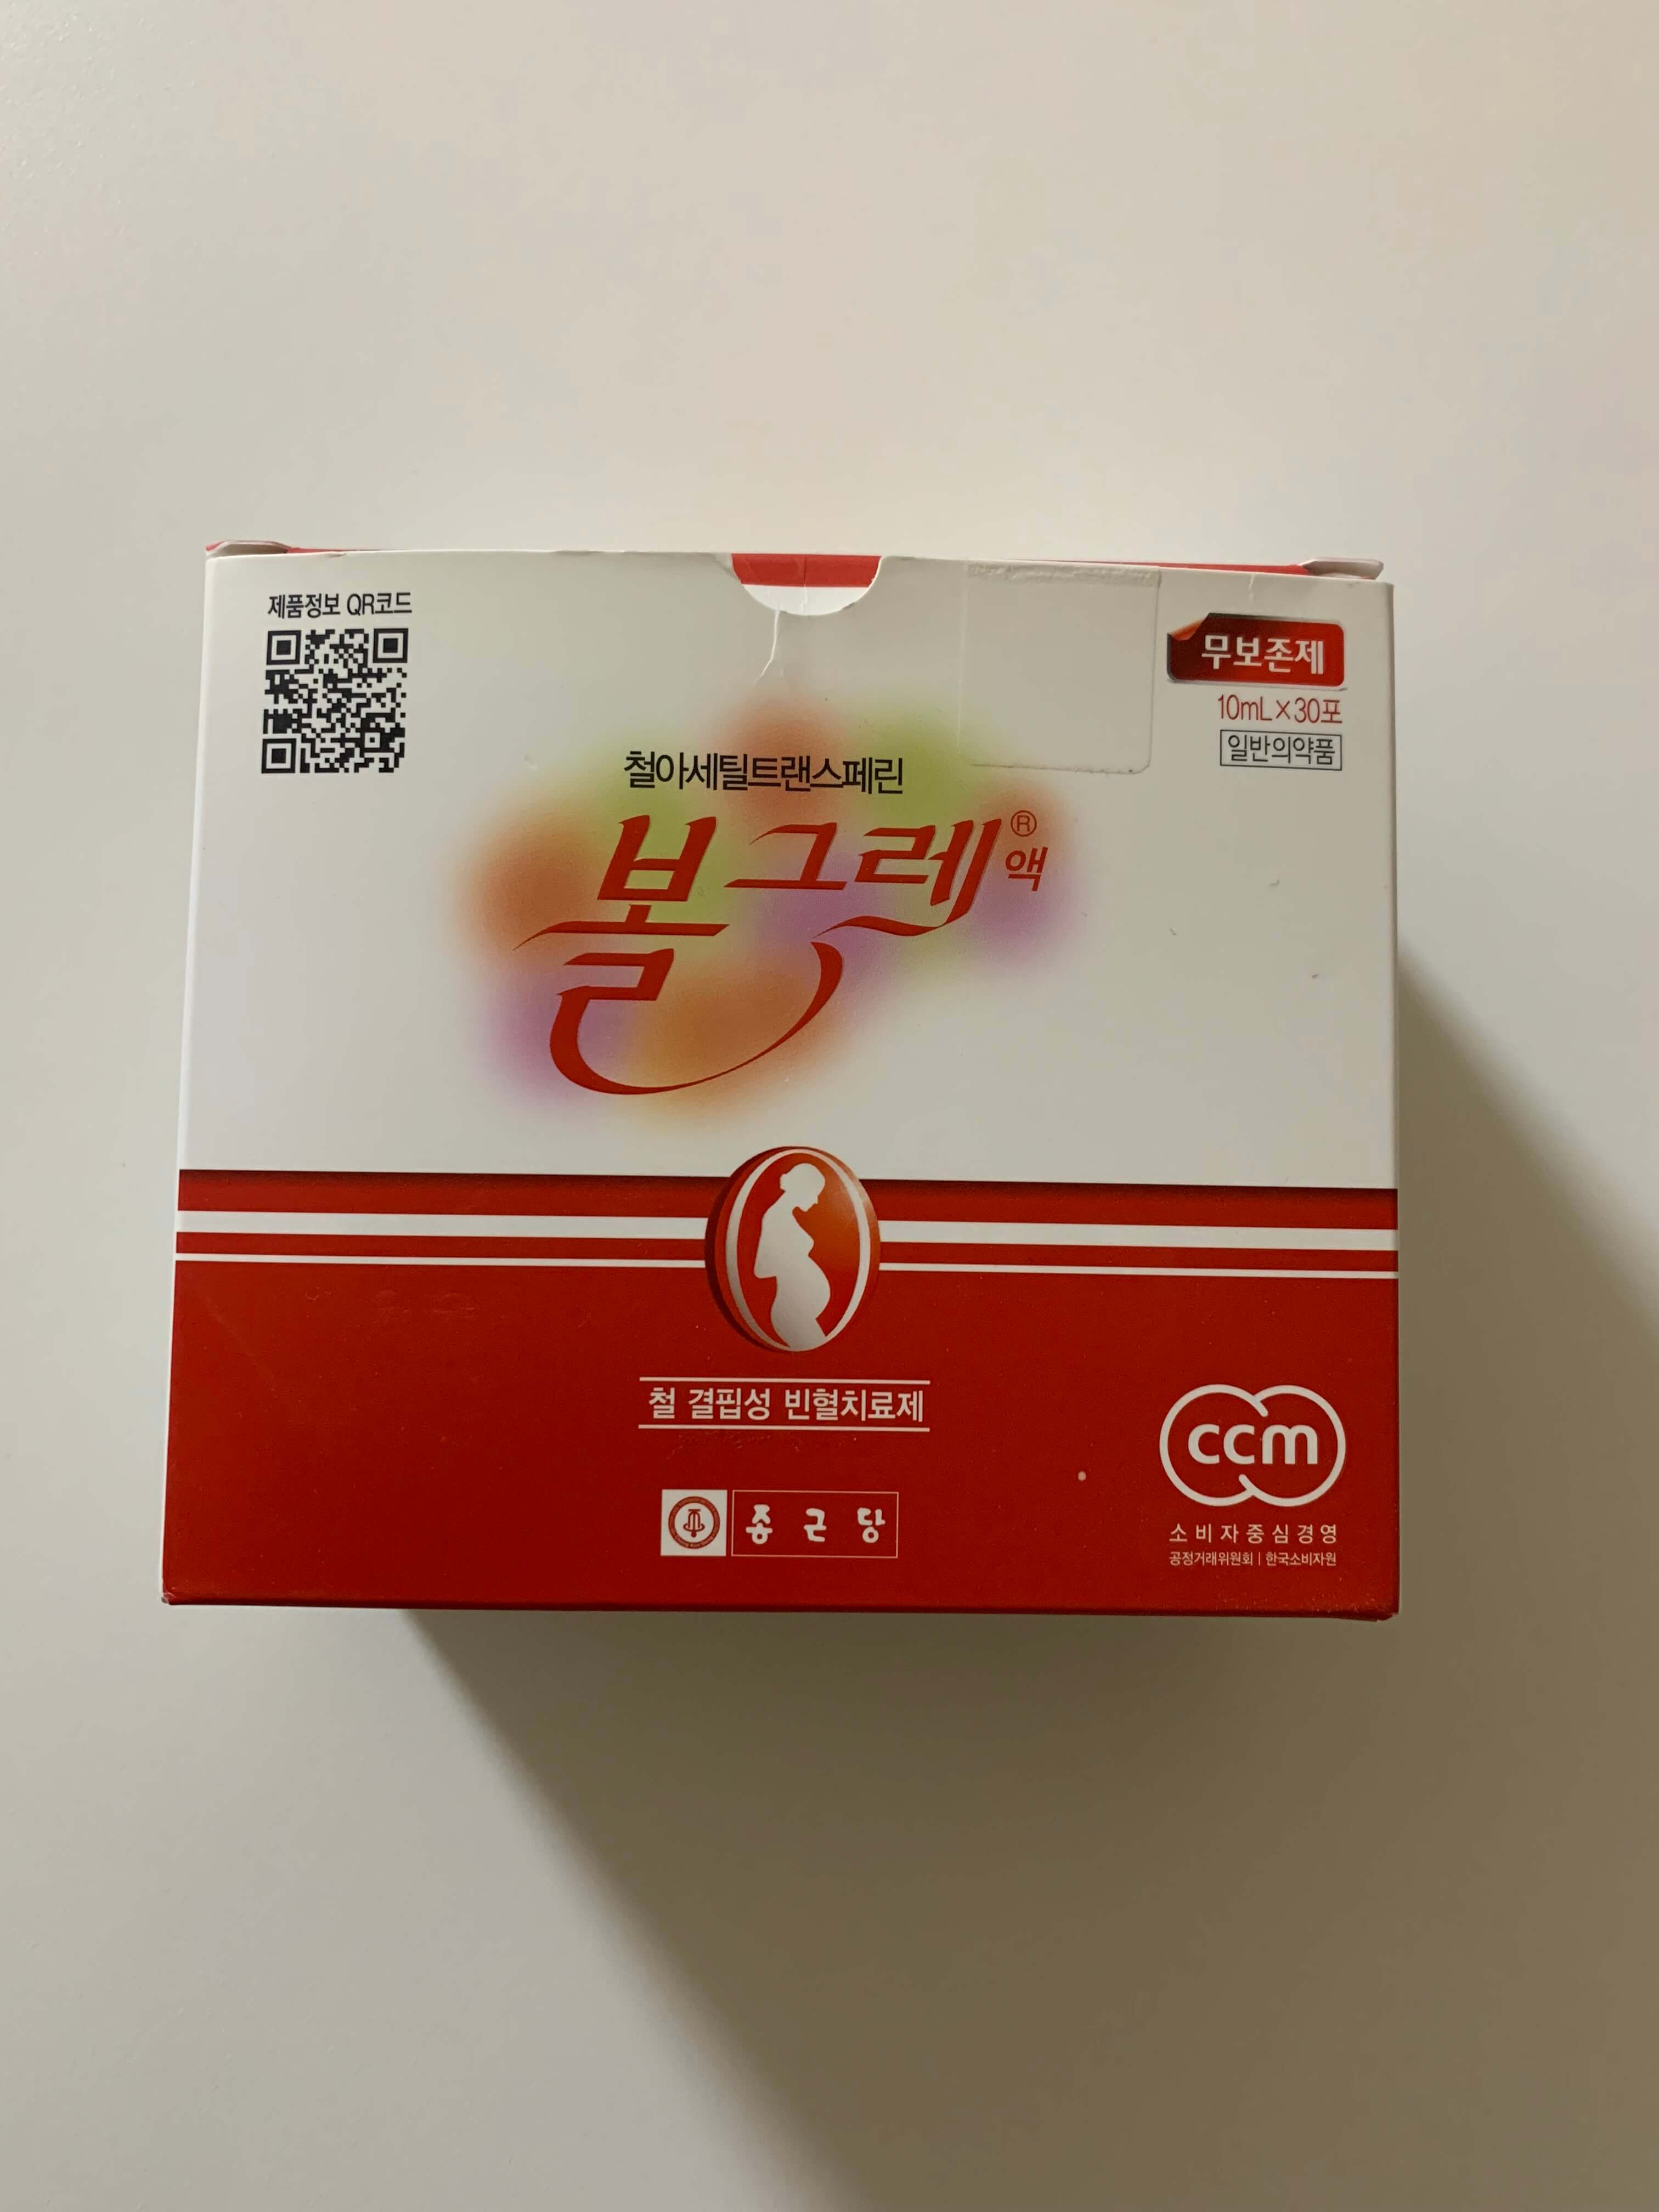 제품정보 QR코드
무보존제
10mL×30포
일반의약품
철아세틸트랜스페린
볼그레®
액
철 결핍성 빈혈치료제
종근당
ccm
소비자중심경영
공정거래위원회 | 한국소비자원